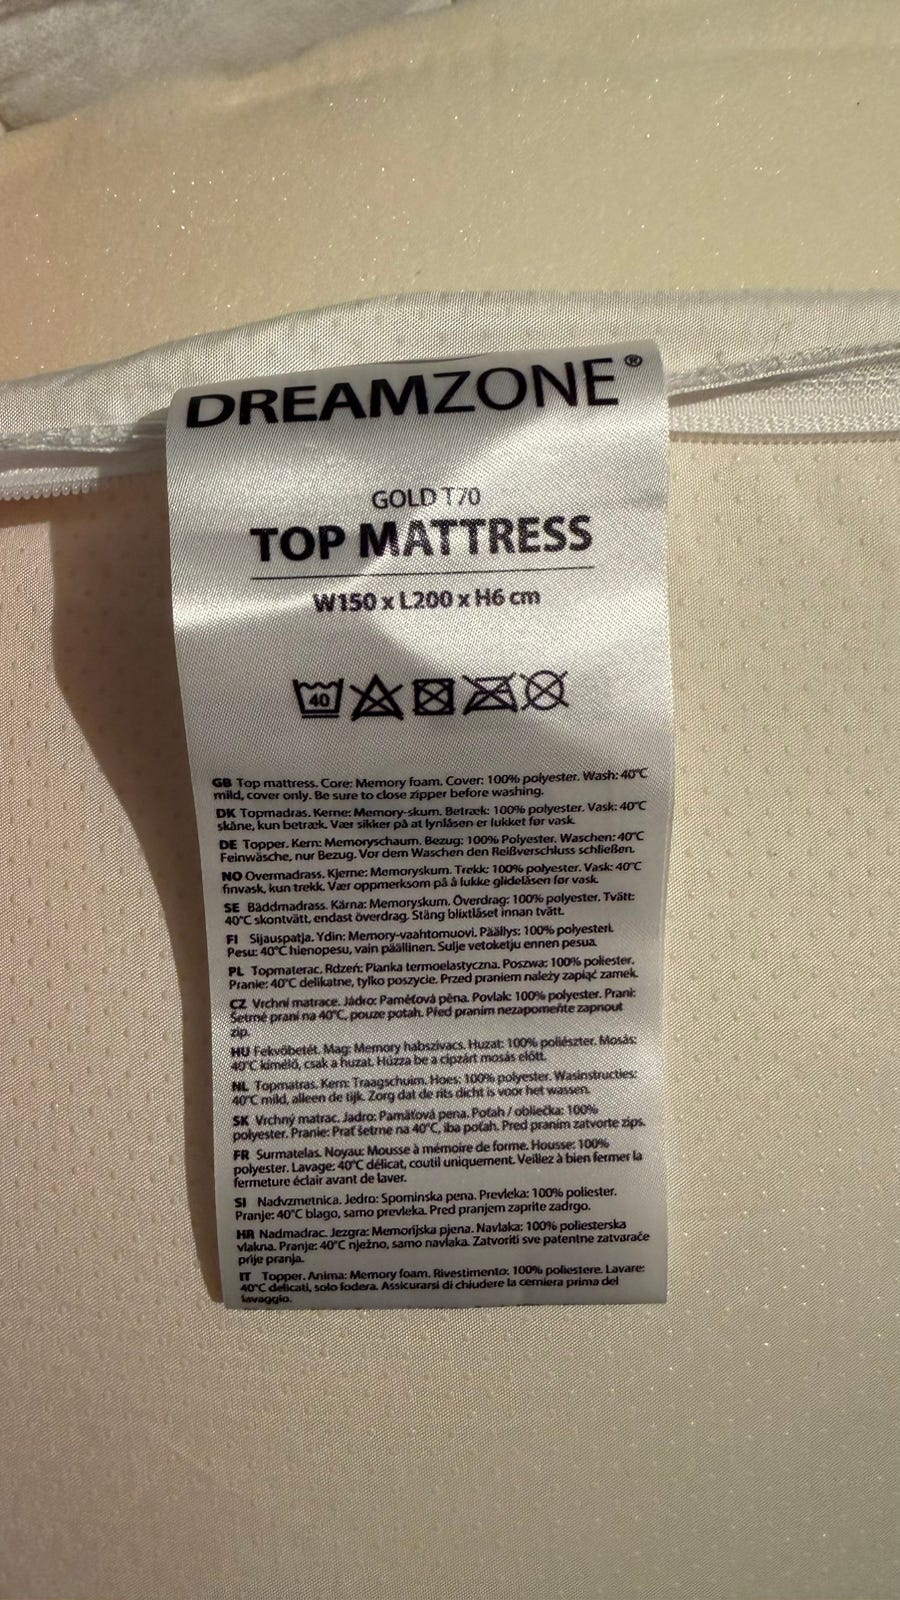 DREAMZONE®
GOLD T70
TOP MATTRESS
W150 x L200 x H6 cm
40
GB Top mattress. Core: Memory foam. Cover: 100% polyester. Wash: 40°C
mild, cover only. Be sure to close zipper before washing.
DK Topmadras. Kerne: Memory-skum. Betræk: 100% polyester. Vask: 40°C
skåne, kun betræk. Vær sikker på at lynlåsen er lukket før vask.
DE Topper. Kern: Memoryschaum. Bezug: 100% Polyester. Waschen: 40°C
Feinwäsche, nur Bezug. Vor dem Waschen den Reißverschluss schließen.
NO Overmadrass. Kjerne: Memoryskum. Trekk: 100% polyester. Vask: 40°C
finvask, kun trekk. Vær oppmerksom på å lukke glidelåsen før vask.
SE Bäddmadrass. Kärna: Memoryskum. Överdrag: 100% polyester. Tvätt:
40°C skontvätt, endast överdrag. Stäng blixtlåset innan tvätt.
FI Sijauspatja. Ydin: Memory-vaahtomuovi. Päällys: 100% polyesteri.
Pesu: 40°C hienopesu, vain päällinen. Sulje vetoketju ennen pesua.
PL Topmaterac. Rdzeń: Pianka termoelastyczna. Poszwa: 100% poliester.
Pranie: 40°C delikatne, tylko poszycie. Przed praniem należy zapiąć zamek.
CZ Vrchní matrace. Jádro: Paměťová pěna. Povlak: 100% polyester. Praní:
Šetrné praní na 40°C, pouze potah. Před praním nezapomeňte zapnout
zip.
HU Fekvőbetét. Mag: Memory habszivacs. Huzat: 100% poliészter. Mosás:
40°C kímélő, csak a huzat. Húzza be a cipzárt mosás előtt.
NL Topmatras. Kern: Traagschuim. Hoes: 100% polyester. Wasinstructies:
40°C mild, alleen de tijk. Zorg dat de rits dicht is voor het wassen.
SK Vrchný matrac. Jadro: Pamäťová pena. Poťah / obliečka: 100%
polyester. Pranie: Prať šetrne na 40°C, iba poťah. Pred praním zatvorte zips.
FR Surmatelas. Noyau: Mousse à mémoire de forme. Housse: 100%
polyester. Lavage: 40°C délicat, coutil uniquement. Veillez à bien fermer la
fermeture éclair avant de laver.
SI Nadvzmetnica. Jedro: Spominska pena. Prevleka: 100% poliester.
Pranje: 40°C blago, samo prevleka. Pred pranjem zaprite zadrgo.
HR Nadmadrac. Jezgra: Memorijska pjena. Navlaka: 100% poliesterska
vlakna. Pranje: 40°C nježno, samo navlaka. Zatvoriti sve patentne zatvarače
prije pranja.
IT Topper. Anima: Memory foam. Rivestimento: 100% poliestere. Lavare:
40°C delicati, solo fodera. Assicurarsi di chiudere la cerniera prima del
lavaggio.